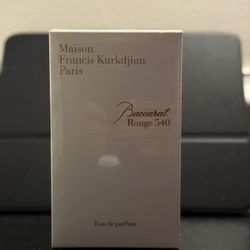 Maison
Francis Kurkdjian
Paris
Baccarat
Rouge 540
Eau de parfum